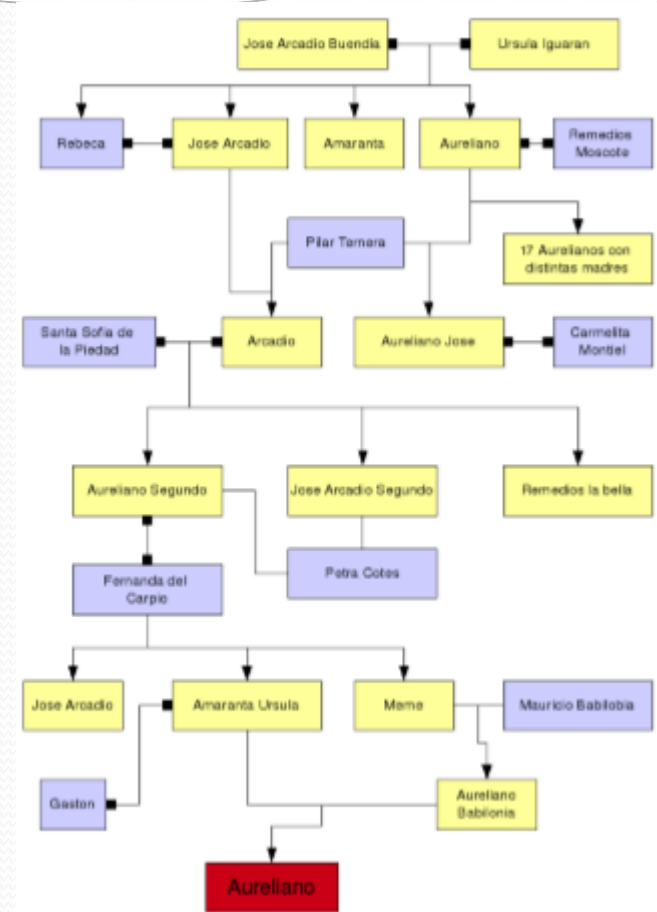 Jose Arcadio Buendia
Ursula Iguaran
Rebeca
Jose Arcadio
Amaranta
Aureliano
Remedios
Moscote
Pilar Ternera
17 Aurelianos con
distintas madres
Santa Sofia de
la Piedad
Arcadio
Aureliano Jose
Carmelita
Montiel
Aureliano Segundo
Jose Arcadio Segundo
Remedios la bella
Fernanda del
Carpio
Petra Cotes
Jose Arcadio
Amaranta Ursula
Meme
Mauricio Babilobia
Gaston
Aureliano
Babilonia
Aureliano